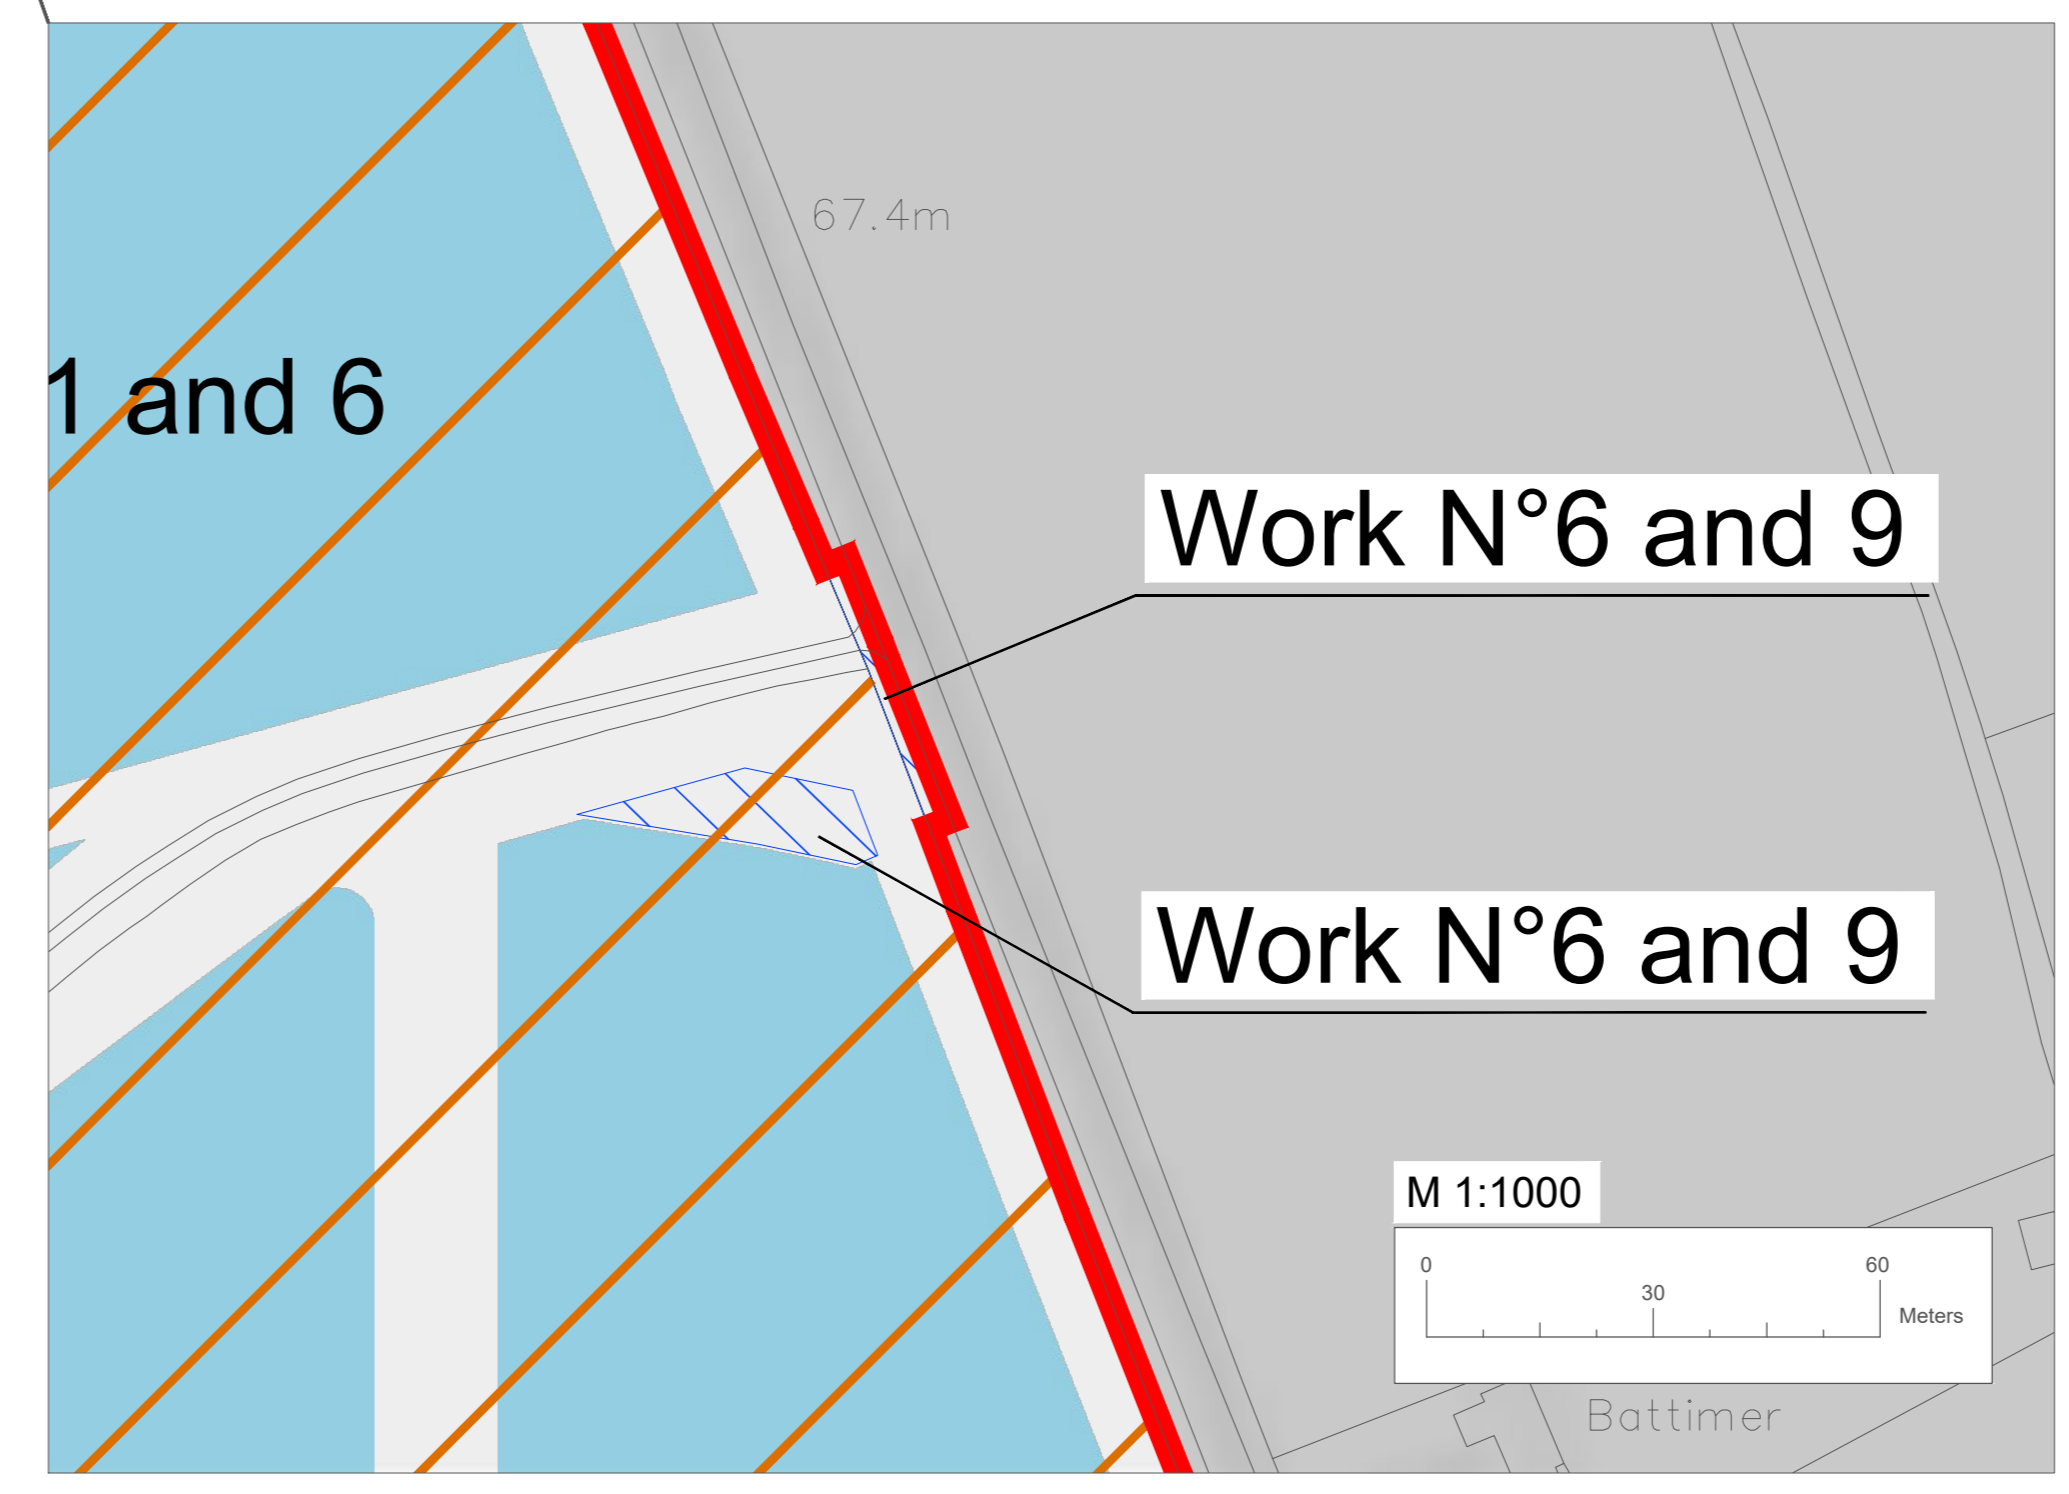 67.4m
1 and 6
Work N°6 and 9
Work N°6 and 9
M 1:1000
0 60
30
Meters
Battimer